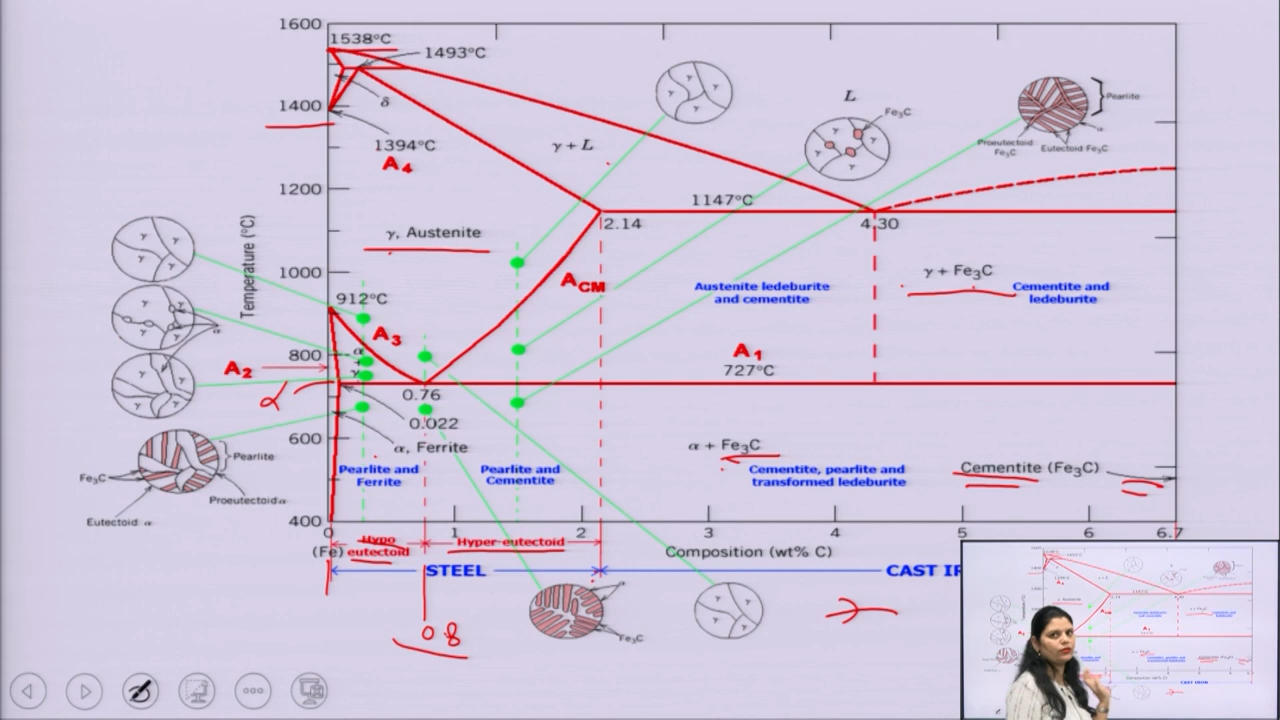 1600
1538°C
1493°C
δ
1400
1394°C
A4
γ + L
L
Fe3C
Pearlite
α
Proeutectoid
Fe3C
Eutectoid Fe3C
γ
γ
γ
γ
γ
γ
1200
1147°C
2.14
4.30
γ, Austenite
Temperature (°C)
1000
ACM
Austenite ledeburite
and cementite
γ + Fe3C
Cementite and
ledeburite
912°C
A3
800
α
+
γ
A2
A1
727°C
α
0.76
0.022
600
α, Ferrite
α + Fe3C
Cementite (Fe3C)
Pearlite
Fe3C
Proeutectoid α
Eutectoid α
Pearlite and
Ferrite
Pearlite and
Cementite
Cementite, pearlite and
transformed ledeburite
400
0
1
2
3
4
5
6
6.7
(Fe)
Hypo
eutectoid
Hyper eutectoid
Composition (wt% C)
STEEL
CAST IR
0.8
α
Fe3C
γ
γ
γ